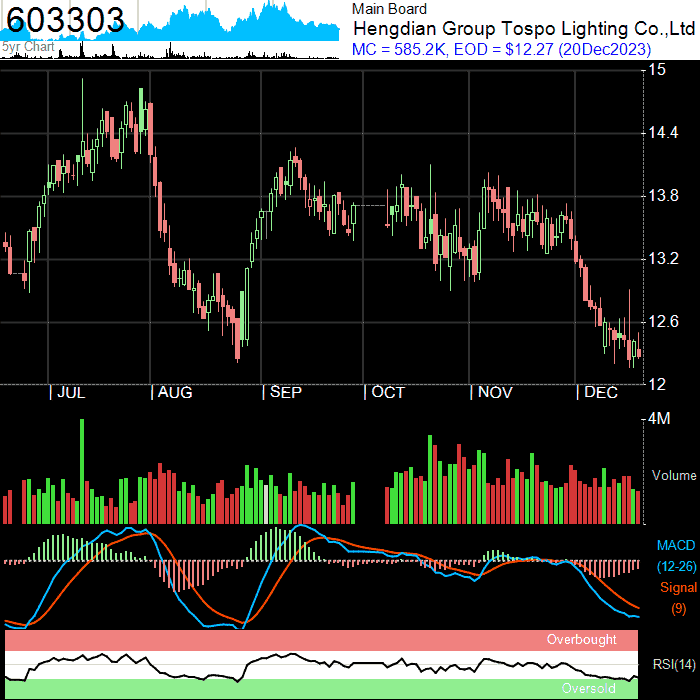 603303
5yr Chart
Main Board
Hengdian Group Tospo Lighting Co.,Ltd
MC = 585.2K, EOD = $12.27 (20Dec2023)
15
14.4
13.8
13.2
12.6
12
| JUL | AUG | SEP | OCT | NOV | DEC
4M
Volume
MACD
(12-26)
Signal
(9)
Overbought
RSI(14)
Oversold